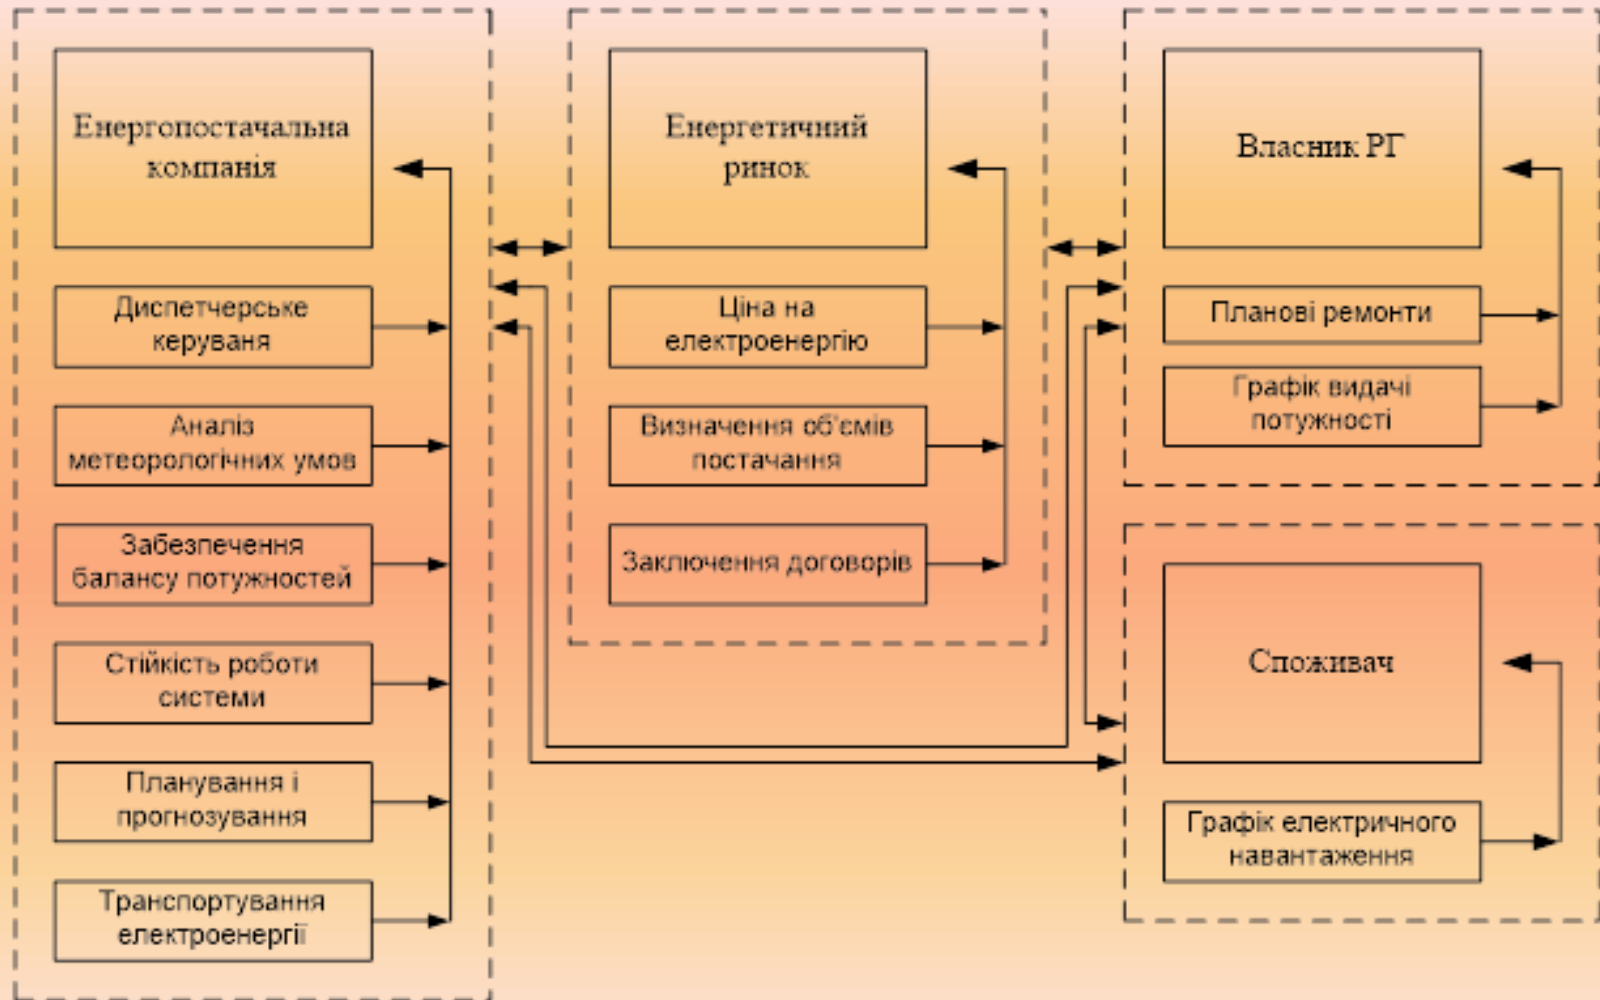 Енергопостачальна
компанія
Диспетчерське
керуваня
Аналіз
метеорологічних умов
Забезпечення
балансу потужностей
Стійкість роботи
системи
Планування і
прогнозування
Транспортування
електроенергії
Енергетичний
ринок
Ціна на
електроенергію
Визначення об'ємів
постачання
Заключення договорів
Власник РГ
Планові ремонти
Графік видачі
потужності
Споживач
Графік електричного
навантаження